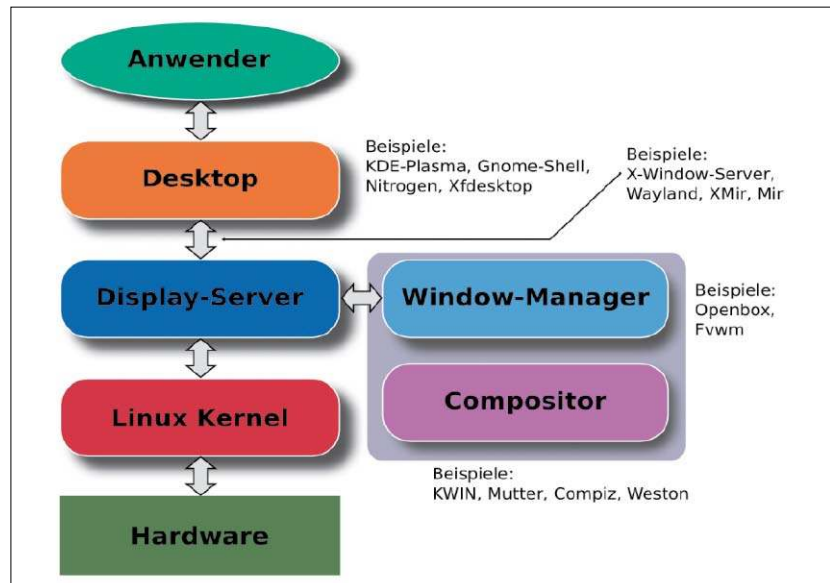 Anwender
Desktop
Beispiele:
KDE-Plasma, Gnome-Shell,
Nitrogen, Xfdesktop
Beispiele:
X-Window-Server,
Wayland, XMir, Mir
Display-Server
Window-Manager
Beispiele:
Openbox,
Fvwm
Linux Kernel
Compositor
Beispiele:
KWIN, Mutter, Compiz, Weston
Hardware